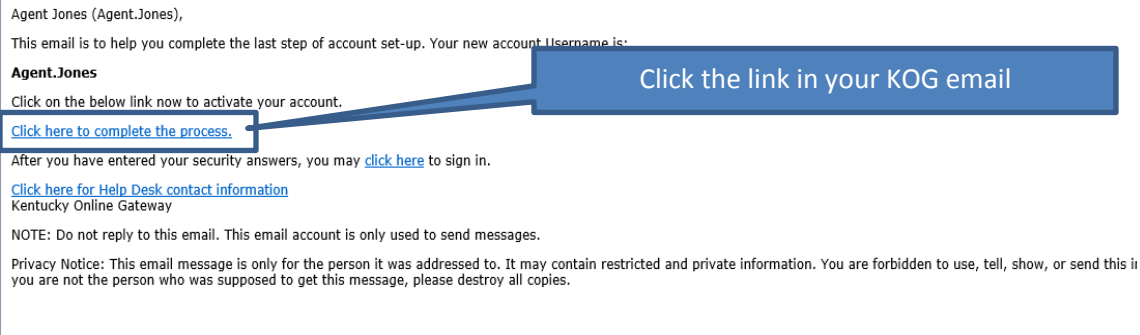 Agent Jones (Agent.Jones),
This email is to help you complete the last step of account set-up. Your new account Username is:
Agent.Jones
Click the link in your KOG email
Click on the below link now to activate your account.
Click here to complete the process.
After you have entered your security answers, you may click here to sign in.
Click here for Help Desk contact information
Kentucky Online Gateway
NOTE: Do not reply to this email. This email account is only used to send messages.
Privacy Notice: This email message is only for the person it was addressed to. It may contain restricted and private information. You are forbidden to use, tell, show, or send this
you are not the person who was supposed to get this message, please destroy all copies.